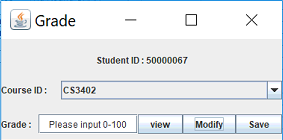 Grade
Student ID : 50000067
Course ID : CS3402
Grade : Please input 0-100 view Modify Save